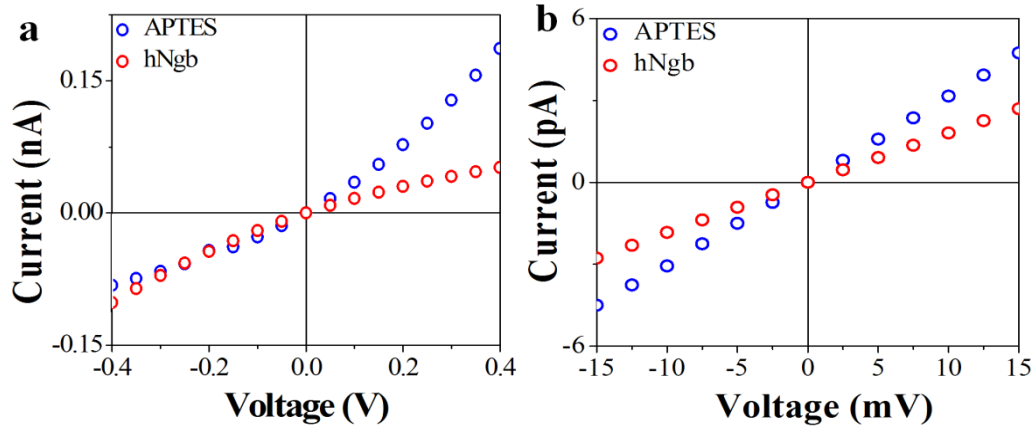 a
APTES
hNgb
0.15
0.00
-0.15
Current (nA)
-0.4
-0.2
0.0
0.2
0.4
Voltage (V)
b
APTES
hNgb
6
0
-6
Current (pA)
-15
-10
-5
0
5
10
15
Voltage (mV)